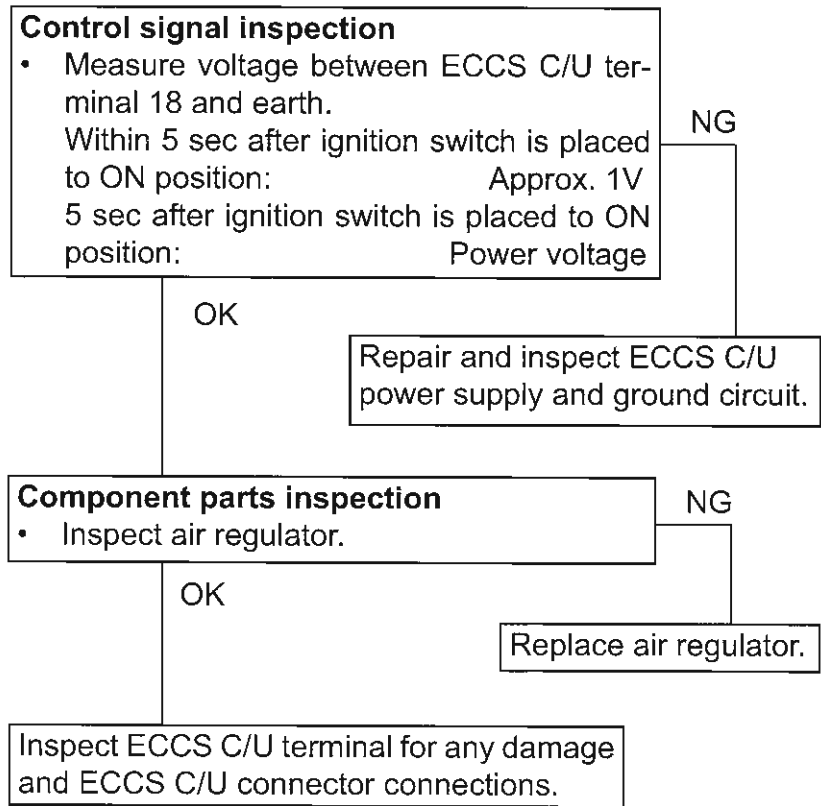 Control signal inspection
• Measure voltage between ECCS C/U ter-
minal 18 and earth.
Within 5 sec after ignition switch is placed
to ON position: Approx. 1V
5 sec after ignition switch is placed to ON
position: Power voltage
NG
OK
Repair and inspect ECCS C/U
power supply and ground circuit.
Component parts inspection
• Inspect air regulator.
NG
OK
Replace air regulator.
Inspect ECCS C/U terminal for any damage
and ECCS C/U connector connections.